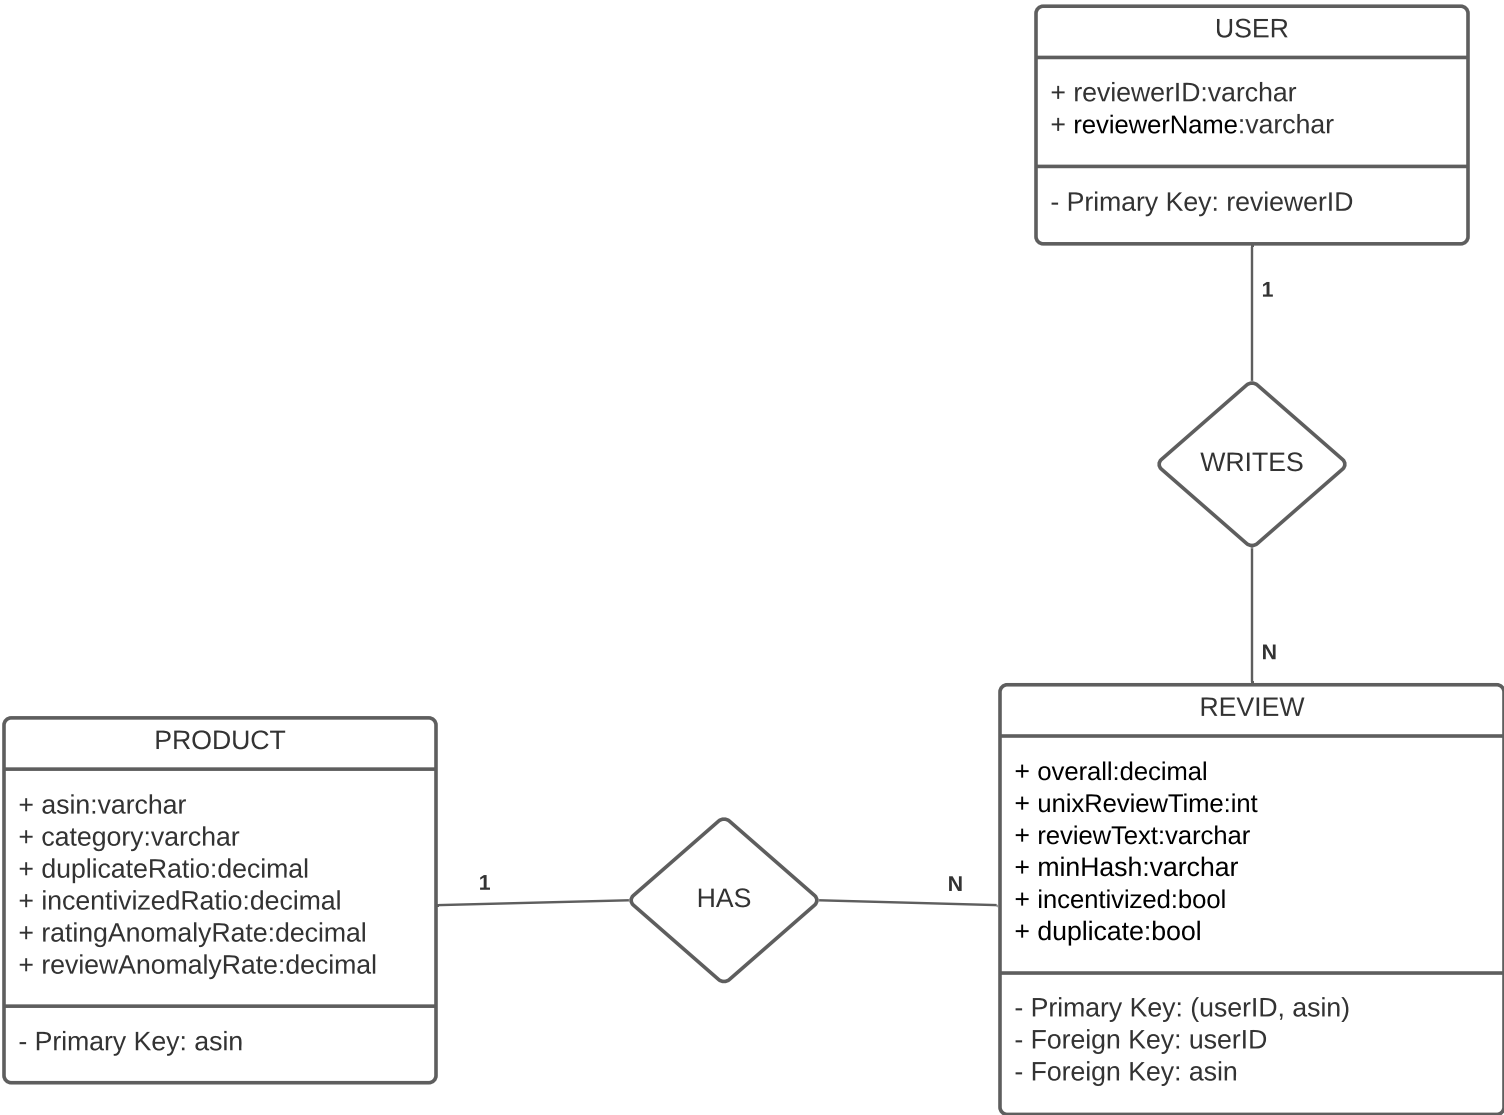 USER
+ reviewerID:varchar
+ reviewerName:varchar
- Primary Key: reviewerID
1
WRITES
N
PRODUCT
+ asin:varchar
+ category:varchar
+ duplicateRatio:decimal
+ incentivizedRatio:decimal
+ ratingAnomalyRate:decimal
+ reviewAnomalyRate:decimal
- Primary Key: asin
1
HAS
N
REVIEW
+ overall:decimal
+ unixReviewTime:int
+ reviewText:varchar
+ minHash:varchar
+ incentivized:bool
+ duplicate:bool
- Primary Key: (userID, asin)
- Foreign Key: userID
- Foreign Key: asin